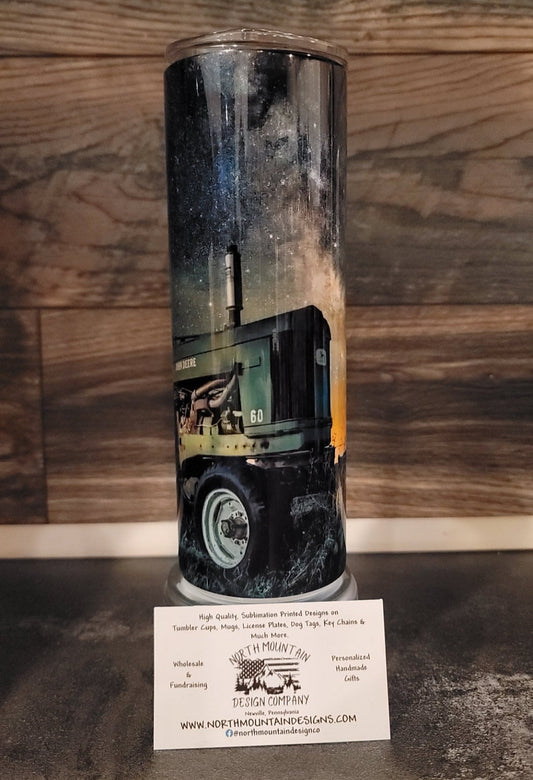 HN DEERE
60
High Quality, Sublimation Printed Designs on
Tumbler Cups, Mugs, License Plates, Dog Tags, Key Chains &
Much More.
Wholesale
&
Fundraising
NORTH MOUNTAIN
DESIGN COMPANY
Newville, Pennsylvania
Personalized
Handmade
Gifts
WWW.NORTHMOUNTAINDESIGNS.COM
@northmountaindesignco